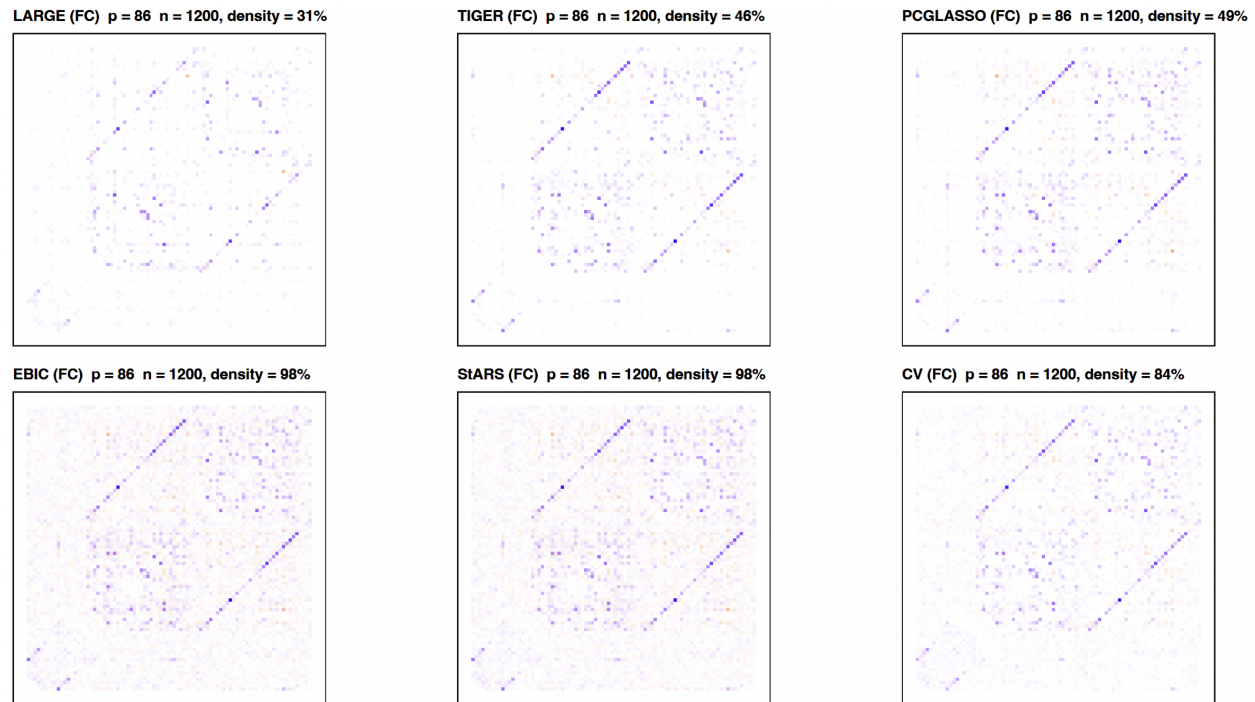 LARGE (FC) p = 86 n = 1200, density = 31%
TIGER (FC) p = 86 n = 1200, density = 46%
PCGLASSO (FC) p = 86 n = 1200, density = 49%
EBIC (FC) p = 86 n = 1200, density = 98%
StARS (FC) p = 86 n = 1200, density = 98%
CV (FC) p = 86 n = 1200, density = 84%